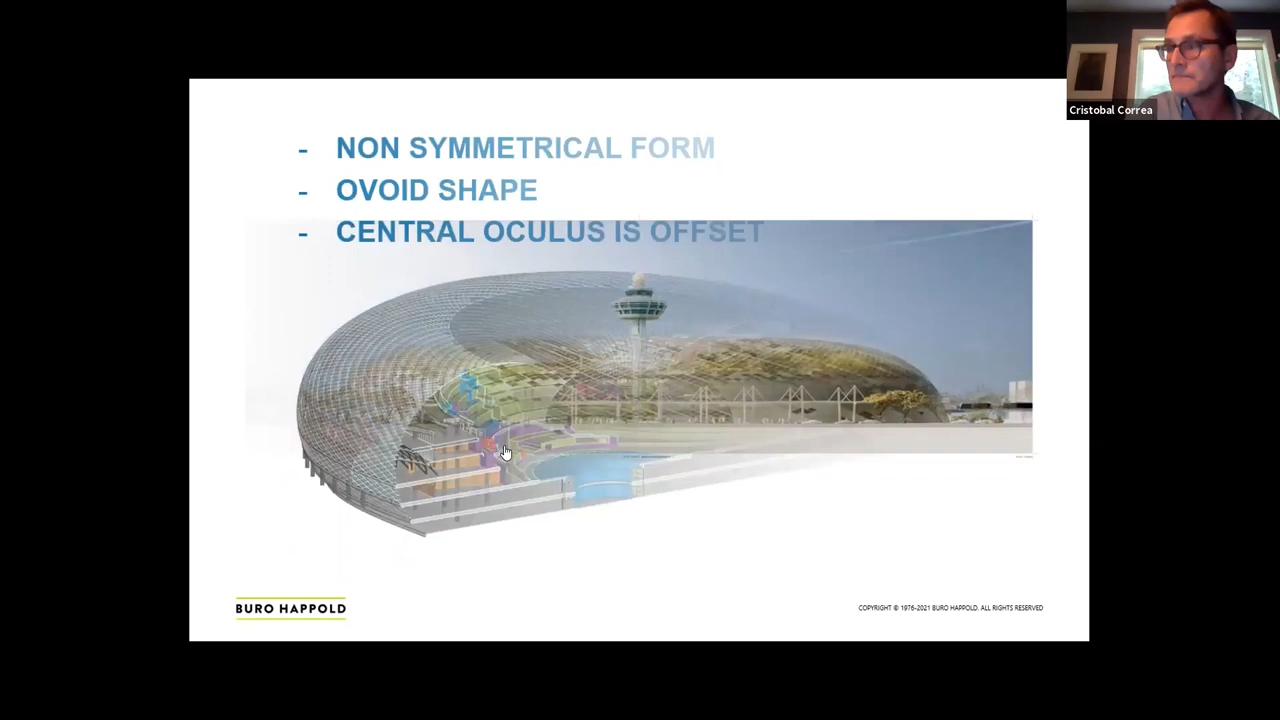 Cristobal Correa
- NON SYMMETRICAL FORM
- OVOID SHAPE
- CENTRAL OCULUS IS OFFSET
BURO HAPPOLD
COPYRIGHT © 1976-2021 BURO HAPPOLD. ALL RIGHTS RESERVED